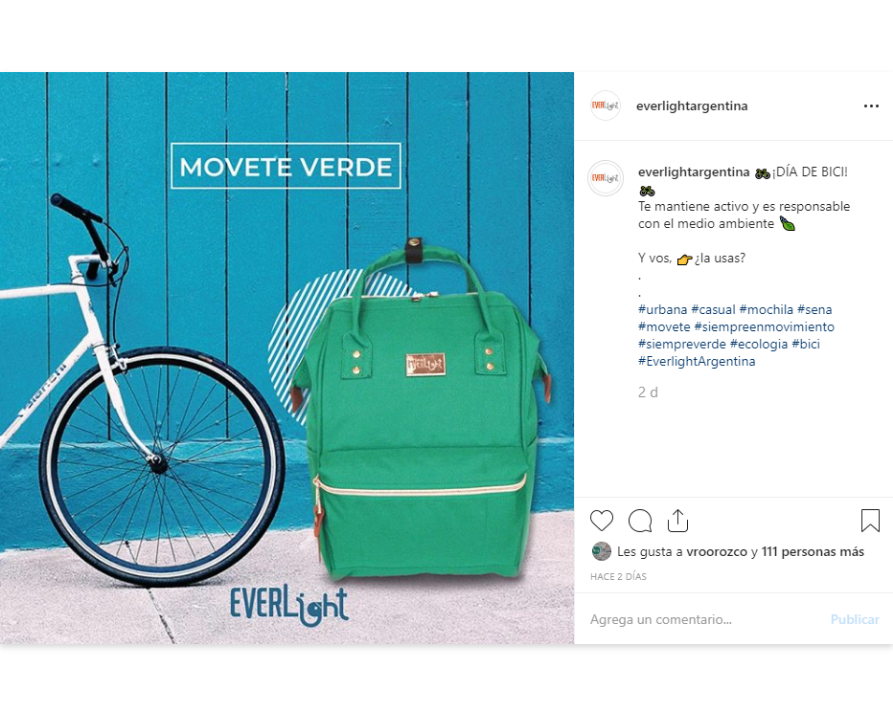 MOVETE VERDE
Bianchi
EVERLight
EVERLight
EVERLight
everlightargentina
EVERLight
everlightargentina 🚲¡DÍA DE BICI!
🚲
Te mantiene activo y es responsable
con el medio ambiente 🍃
Y vos, 👉¿la usas?
.
.
#urbana #casual #mochila #sena
#movete #siempreenmovimiento
#siempreverde #ecologia #bici
#EverlightArgentina
2 d
Les gusta a vroorozco y 111 personas más
HACE 2 DÍAS
Agrega un comentario... Publicar